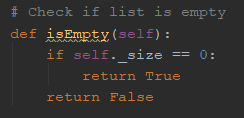 # Check if list is empty
def isEmpty(self):
    if self._size == 0:
        return True
    return False